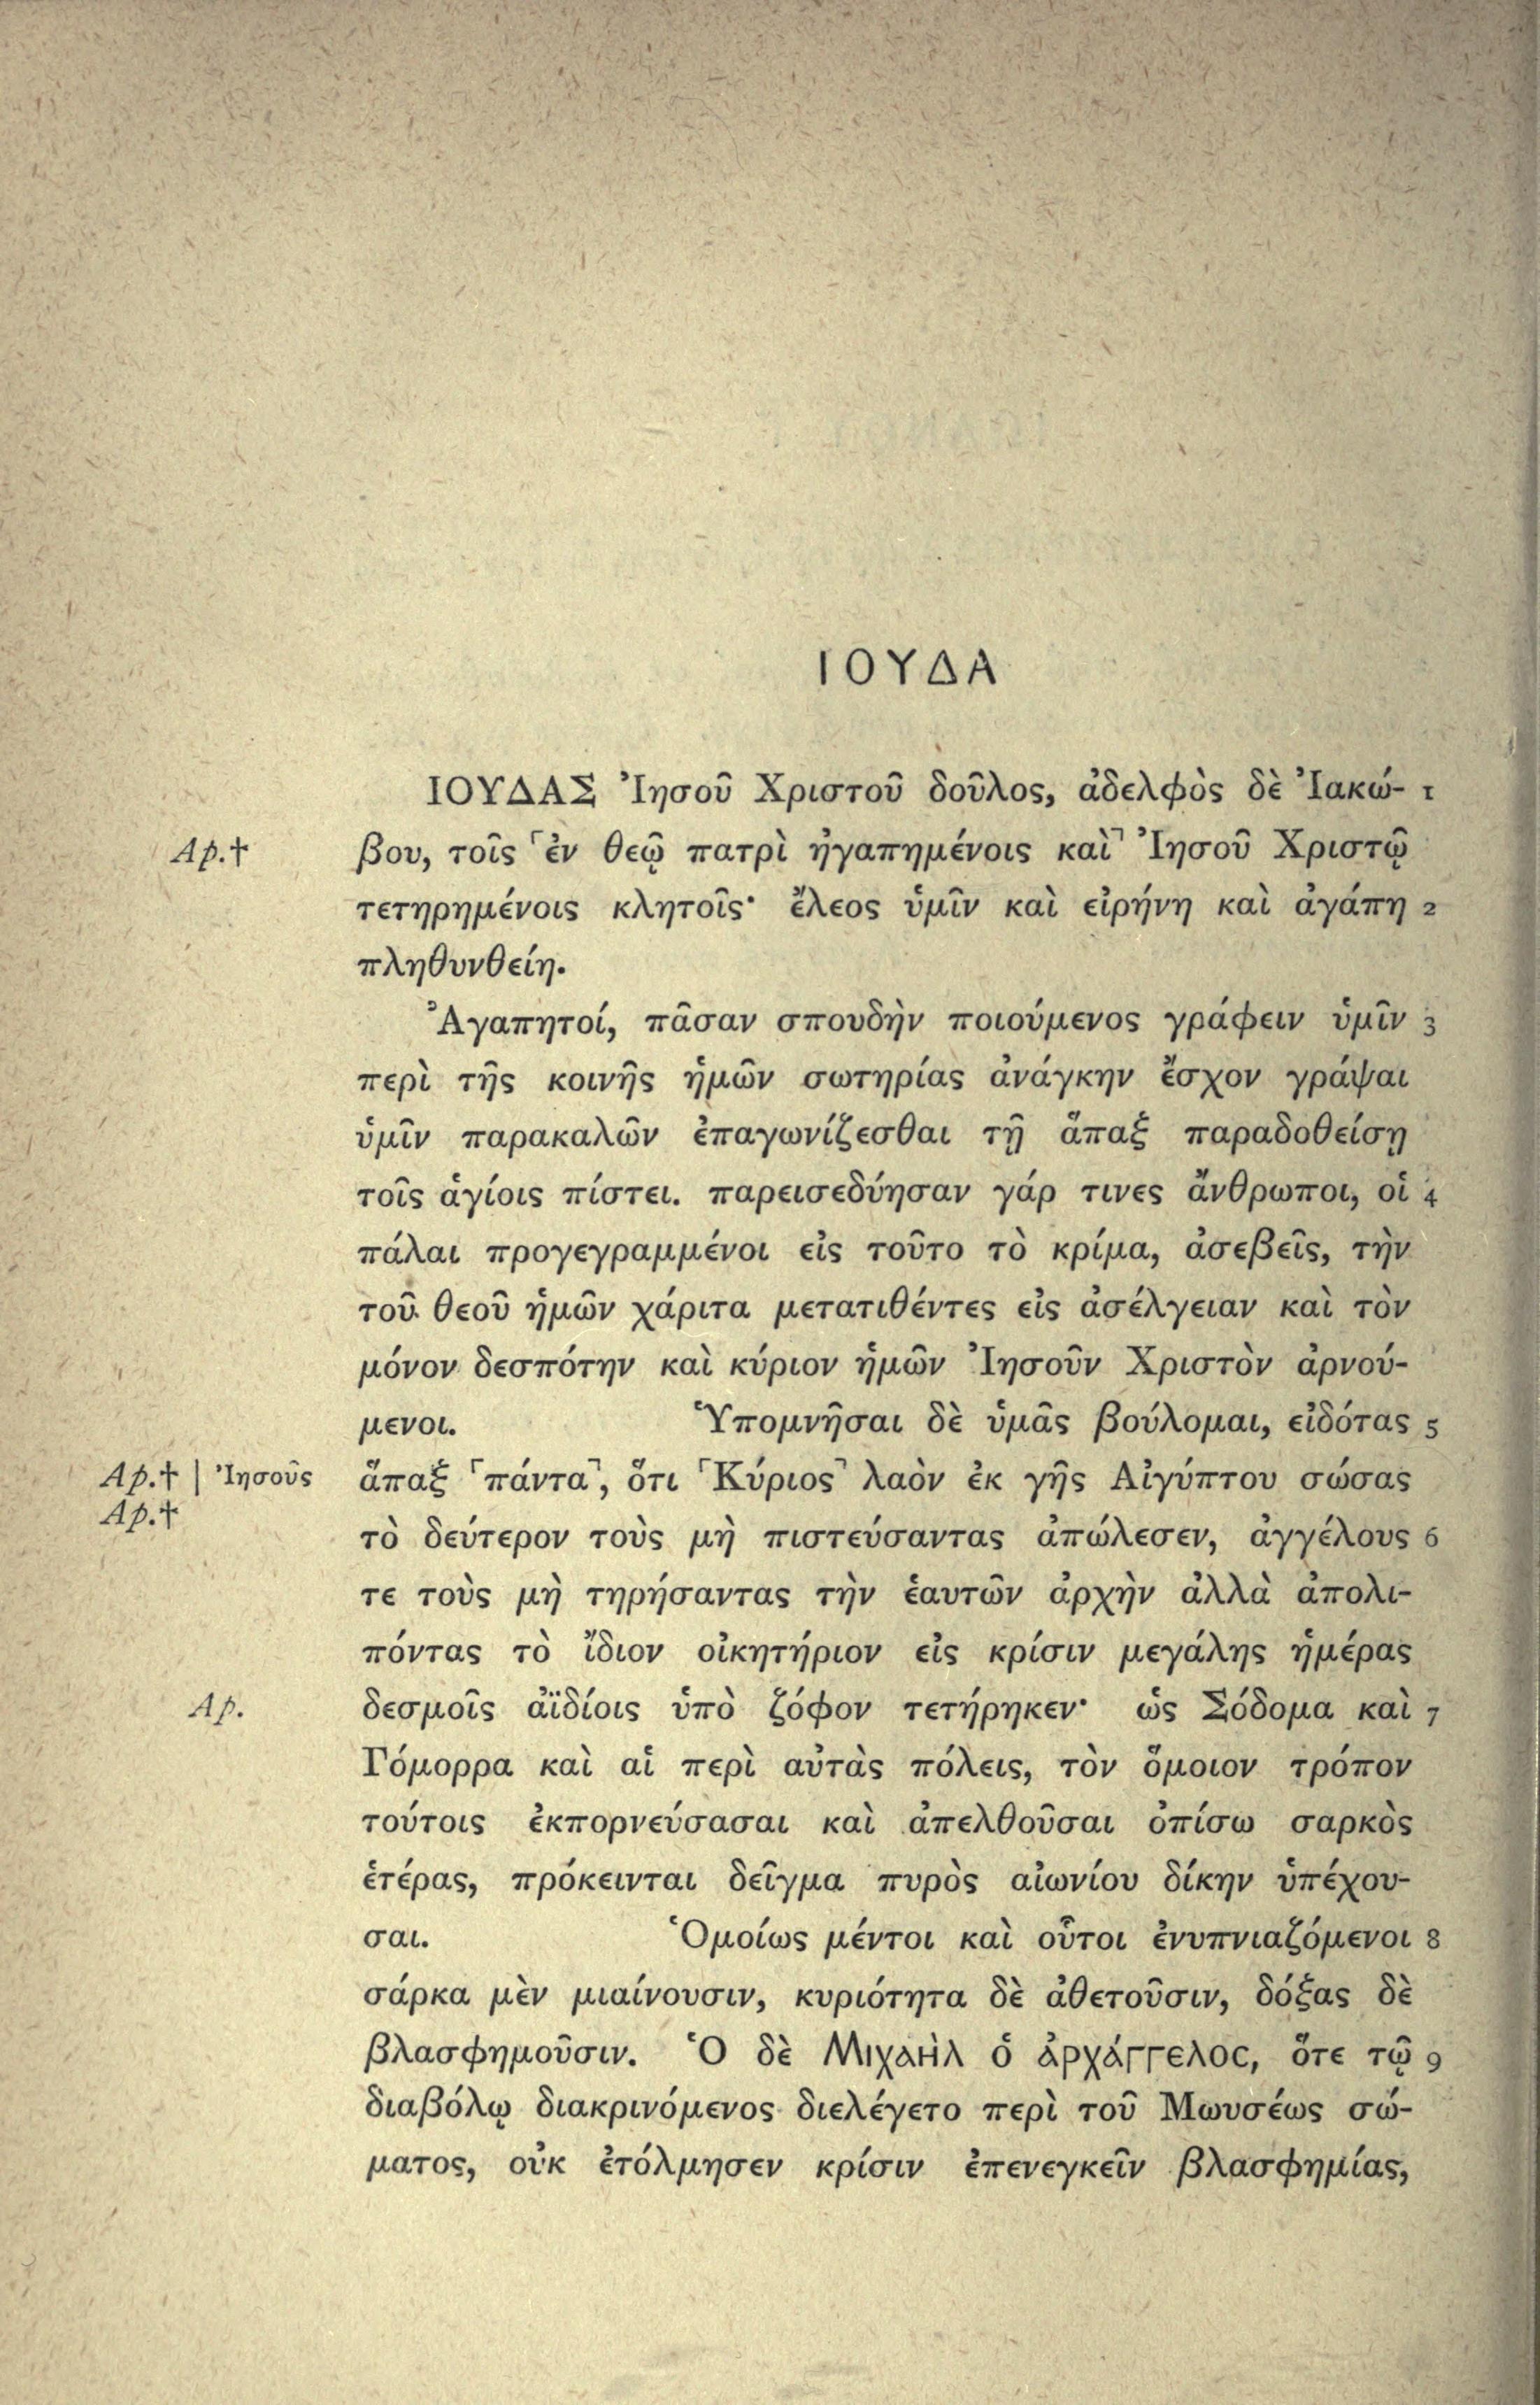 ΙΟΥΔΑ
ΙΟΥΔΑΣ Ἰησοῦ Χριστοῦ δοῦλος, ἀδελφὸς δὲ Ἰακώ- 1
Ap.† βου, τοῖς ⸂ἐν θεῷ πατρὶ ἠγαπημένοις καὶ⸃ Ἰησοῦ Χριστῷ
τετηρημένοις κλητοῖς· ἔλεος ὑμῖν καὶ εἰρήνη καὶ ἀγάπη 2
πληθυνθείη.
Ἀγαπητοί, πᾶσαν σπουδὴν ποιούμενος γράφειν ὑμῖν 3
περὶ τῆς κοινῆς ἡμῶν σωτηρίας ἀνάγκην ἔσχον γράψαι
ὑμῖν παρακαλῶν ἐπαγωνίζεσθαι τῇ ἅπαξ παραδοθείσῃ
τοῖς ἁγίοις πίστει. παρεισεδύησαν γάρ τινες ἄνθρωποι, οἱ 4
πάλαι προγεγραμμένοι εἰς τοῦτο τὸ κρίμα, ἀσεβεῖς, τὴν
τοῦ θεοῦ ἡμῶν χάριτα μετατιθέντες εἰς ἀσέλγειαν καὶ τὸν
μόνον δεσπότην καὶ κύριον ἡμῶν Ἰησοῦν Χριστὸν ἀρνού-
μενοι. Ὑπομνῆσαι δὲ ὑμᾶς βούλομαι, εἰδότας 5
Ap.† | Ἰησοῦς ἅπαξ ⸂πάντα⸃, ὅτι ⸂Κύριος⸃ λαὸν ἐκ γῆς Αἰγύπτου σώσας
Ap.†
τὸ δεύτερον τοὺς μὴ πιστεύσαντας ἀπώλεσεν, ἀγγέλους 6
τε τοὺς μὴ τηρήσαντας τὴν ἑαυτῶν ἀρχὴν ἀλλὰ ἀπολι-
πόντας τὸ ἴδιον οἰκητήριον εἰς κρίσιν μεγάλης ἡμέρας
Ap. δεσμοῖς ἀϊδίοις ὑπὸ ζόφον τετήρηκεν· ὡς Σόδομα καὶ 7
Γόμορρα καὶ αἱ περὶ αὐτὰς πόλεις, τὸν ὅμοιον τρόπον
τούτοις ἐκπορνεύσασαι καὶ ἀπελθοῦσαι ὀπίσω σαρκὸς
ἑτέρας, πρόκεινται δεῖγμα πυρὸς αἰωνίου δίκην ὑπέχου-
σαι. Ὁμοίως μέντοι καὶ οὗτοι ἐνυπνιαζόμενοι 8
σάρκα μὲν μιαίνουσιν, κυριότητα δὲ ἀθετοῦσιν, δόξας δὲ
βλασφημοῦσιν. Ὁ δὲ Μιχαὴλ ὁ ἀρχάγγελος, ὅτε τῷ 9
διαβόλῳ διακρινόμενος διελέγετο περὶ τοῦ Μωυσέως σώ-
ματος, οὐκ ἐτόλμησεν κρίσιν ἐπενεγκεῖν βλασφημίας,